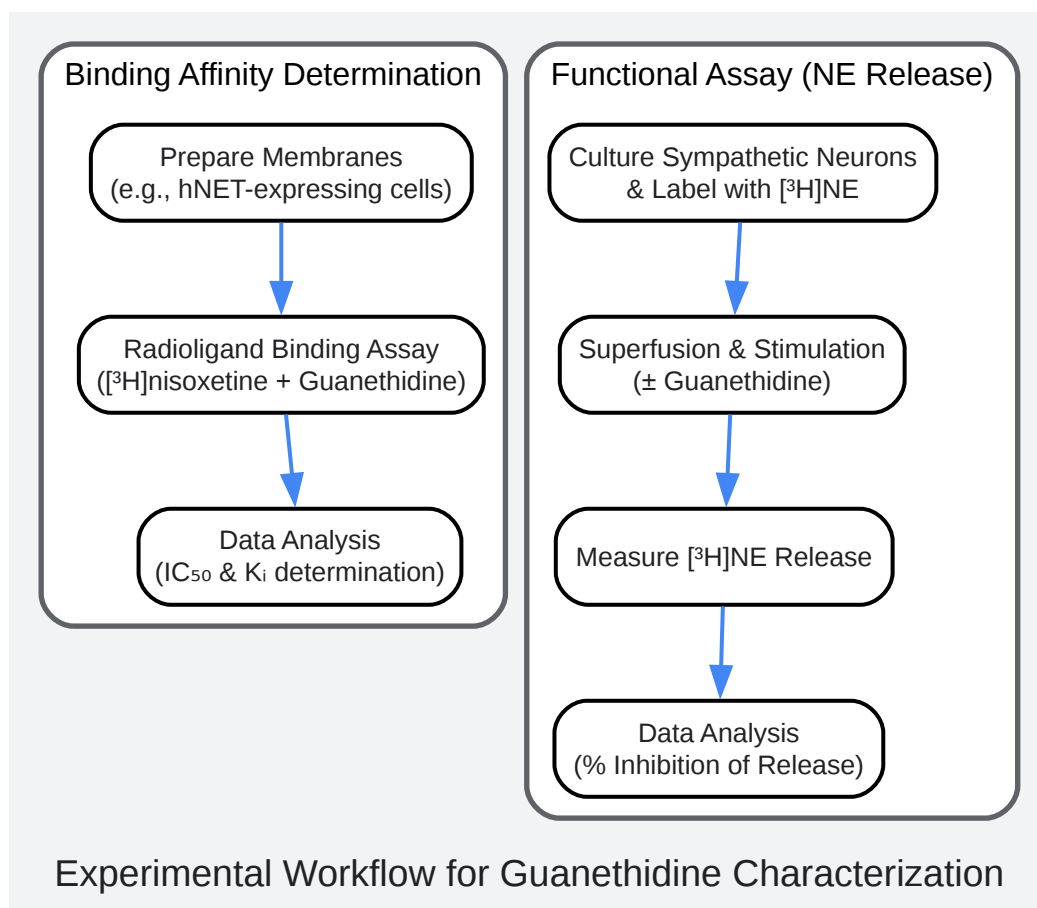 Binding Affinity Determination
Prepare Membranes
(e.g., hNET-expressing cells)
Radioligand Binding Assay
([³H]nisoxetine + Guanethidine)
Data Analysis
(IC₅₀ & Kᵢ determination)
Functional Assay (NE Release)
Culture Sympathetic Neurons
& Label with [³H]NE
Superfusion & Stimulation
(± Guanethidine)
Measure [³H]NE Release
Data Analysis
(% Inhibition of Release)
Experimental Workflow for Guanethidine Characterization